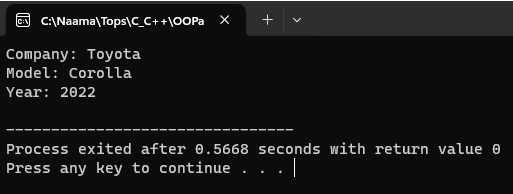 C:\Naama\Tops\C_C++\OOPa
Company: Toyota
Model: Corolla
Year: 2022
--------------------------------
Process exited after 0.5668 seconds with return value 0
Press any key to continue . . .